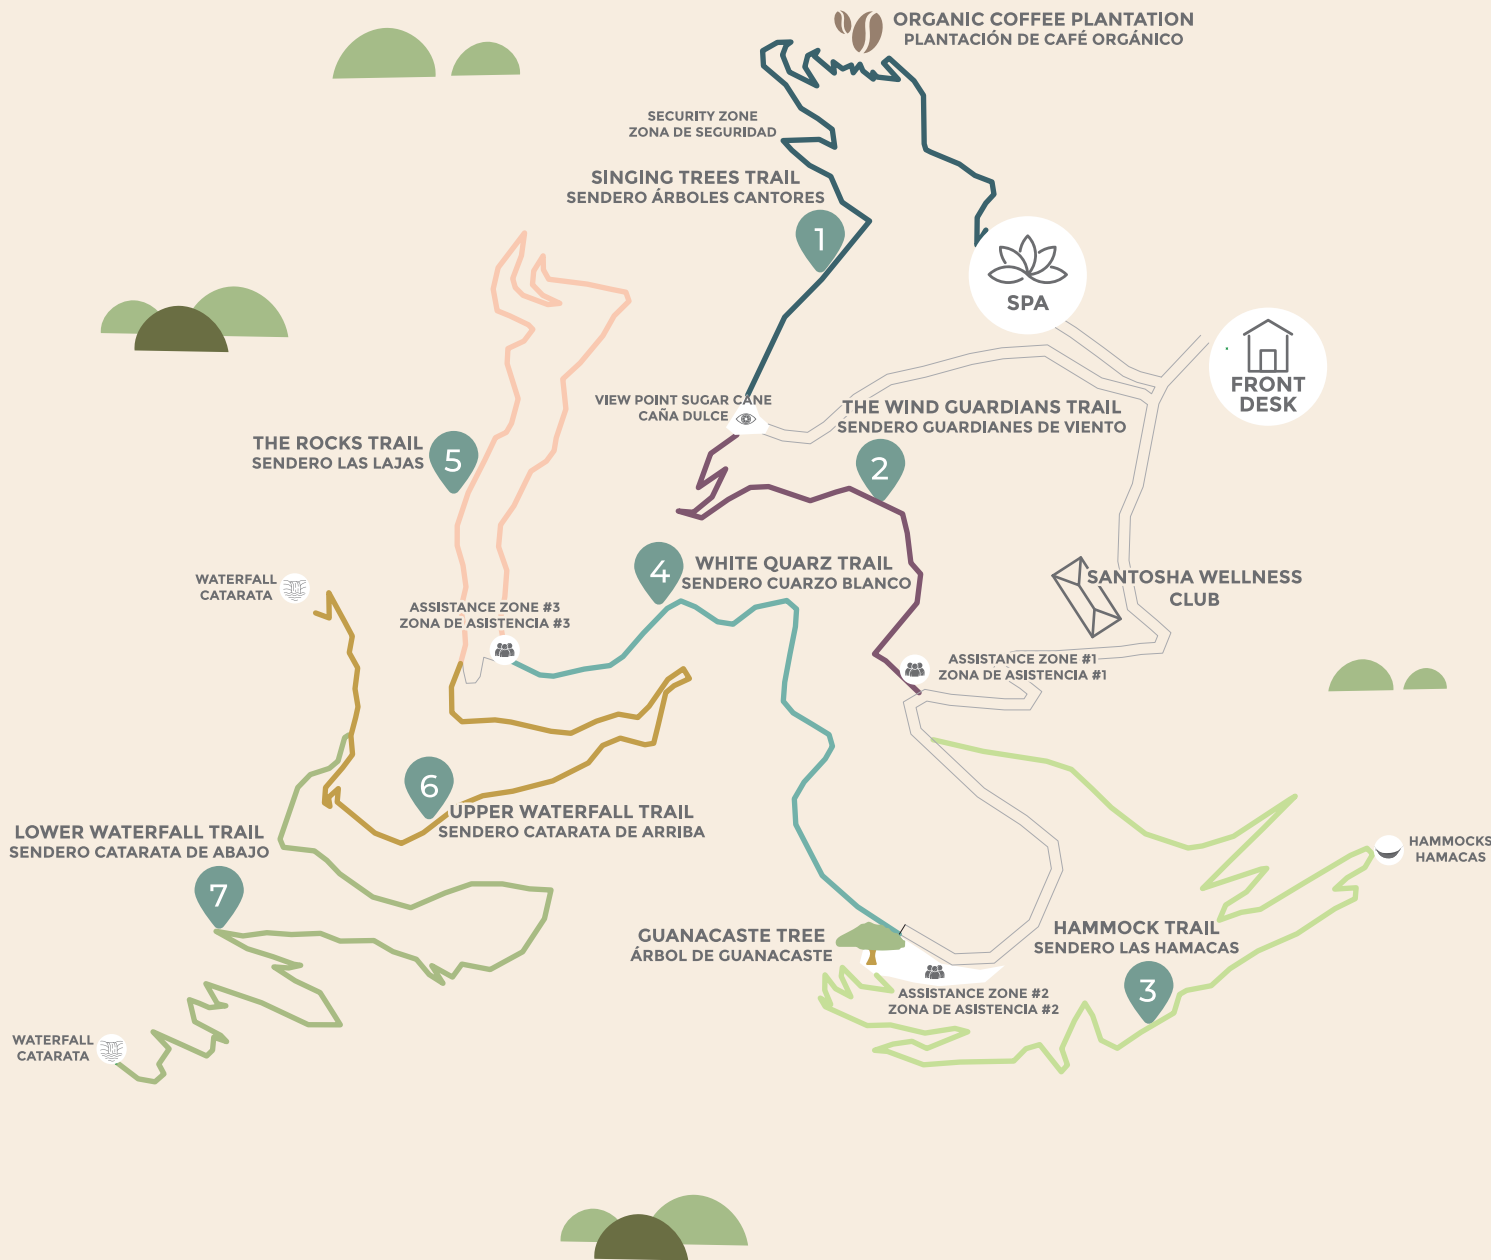 ORGANIC COFFEE PLANTATION
PLANTACIÓN DE CAFÉ ORGÁNICO
SECURITY ZONE
ZONA DE SEGURIDAD
SINGING TREES TRAIL
SENDERO ÁRBOLES CANTORES
1
SPA
FRONT
DESK
VIEW POINT SUGAR CANE
CAÑA DULCE
THE WIND GUARDIANS TRAIL
SENDERO GUARDIANES DE VIENTO
2
THE ROCKS TRAIL
SENDERO LAS LAJAS
5
WHITE QUARZ TRAIL
SENDERO CUARZO BLANCO
4
SANTOSHA WELLNESS
CLUB
WATERFALL
CATARATA
ASSISTANCE ZONE #3
ZONA DE ASISTENCIA #3
ASSISTANCE ZONE #1
ZONA DE ASISTENCIA #1
6
UPPER WATERFALL TRAIL
SENDERO CATARATA DE ARRIBA
LOWER WATERFALL TRAIL
SENDERO CATARATA DE ABAJO
7
HAMMOCKS
HAMACAS
GUANACASTE TREE
ÁRBOL DE GUANACASTE
HAMMOCK TRAIL
SENDERO LAS HAMACAS
3
ASSISTANCE ZONE #2
ZONA DE ASISTENCIA #2
WATERFALL
CATARATA